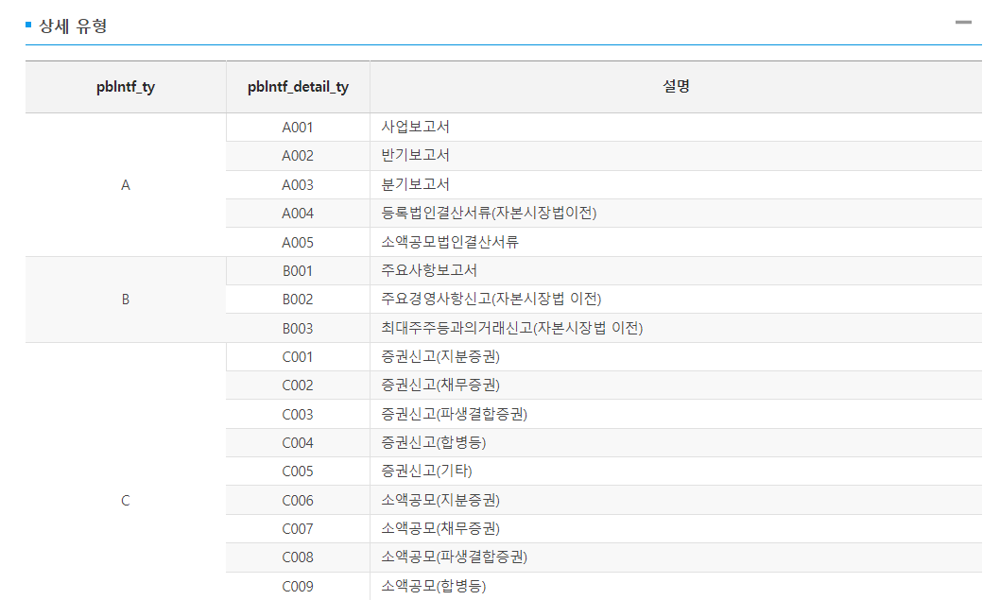 상세 유형
pblntf_ty pblntf_detail_ty 설명
A001 사업보고서
A002 반기보고서
A A003 분기보고서
A004 등록법인결산서류(자본시장법이전)
A005 소액공모법인결산서류
B001 주요사항보고서
B B002 주요경영사항신고(자본시장법 이전)
B003 최대주주등과의거래신고(자본시장법 이전)
C001 증권신고(지분증권)
C002 증권신고(채무증권)
C003 증권신고(파생결합증권)
C004 증권신고(합병등)
C005 증권신고(기타)
C C006 소액공모(지분증권)
C007 소액공모(채무증권)
C008 소액공모(파생결합증권)
C009 소액공모(합병등)